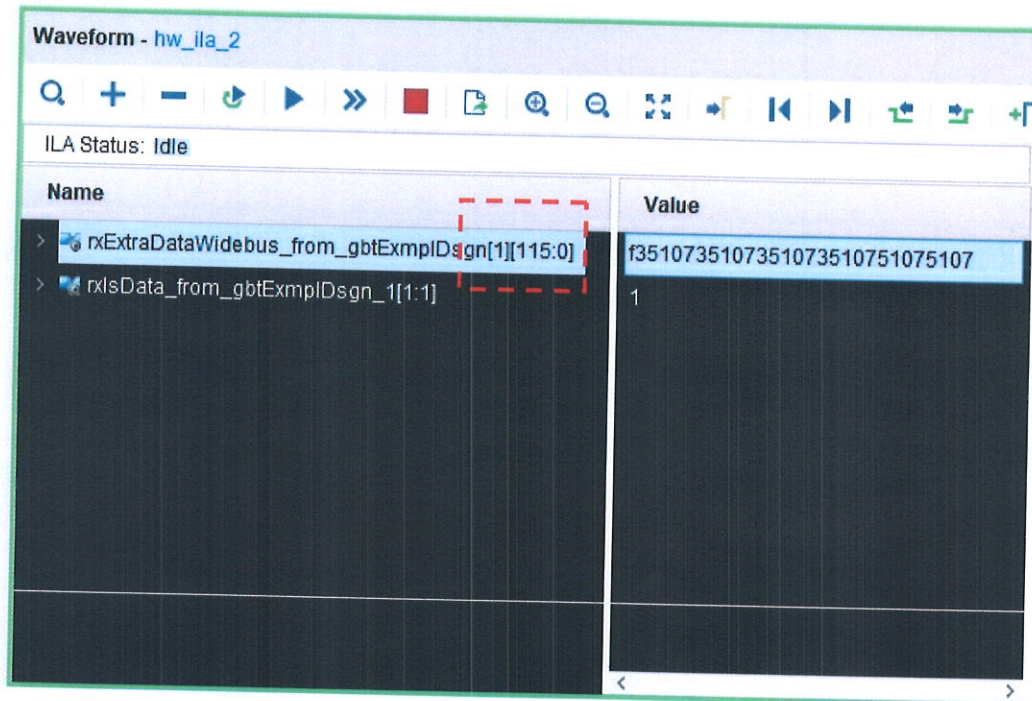 Waveform - hw_ila_2
ILA Status: Idle
Name Value
rxExtraDataWidebus_from_gbtExmplDsgn[1][115:0] f3510735107351073510751075107
rxIsData_from_gbtExmplDsgn_1[1:1] 1